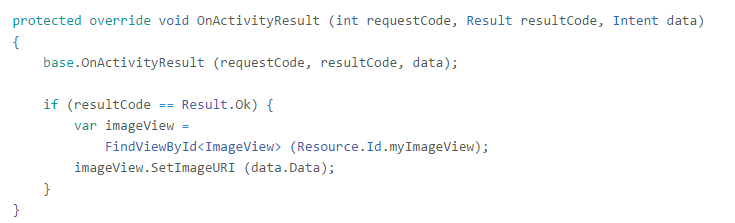 protected override void OnActivityResult (int requestCode, Result resultCode, Intent data)
{
    base.OnActivityResult (requestCode, resultCode, data);

    if (resultCode == Result.Ok) {
        var imageView =
            FindViewById<ImageView> (Resource.Id.myImageView);
        imageView.SetImageURI (data.Data);
    }
}